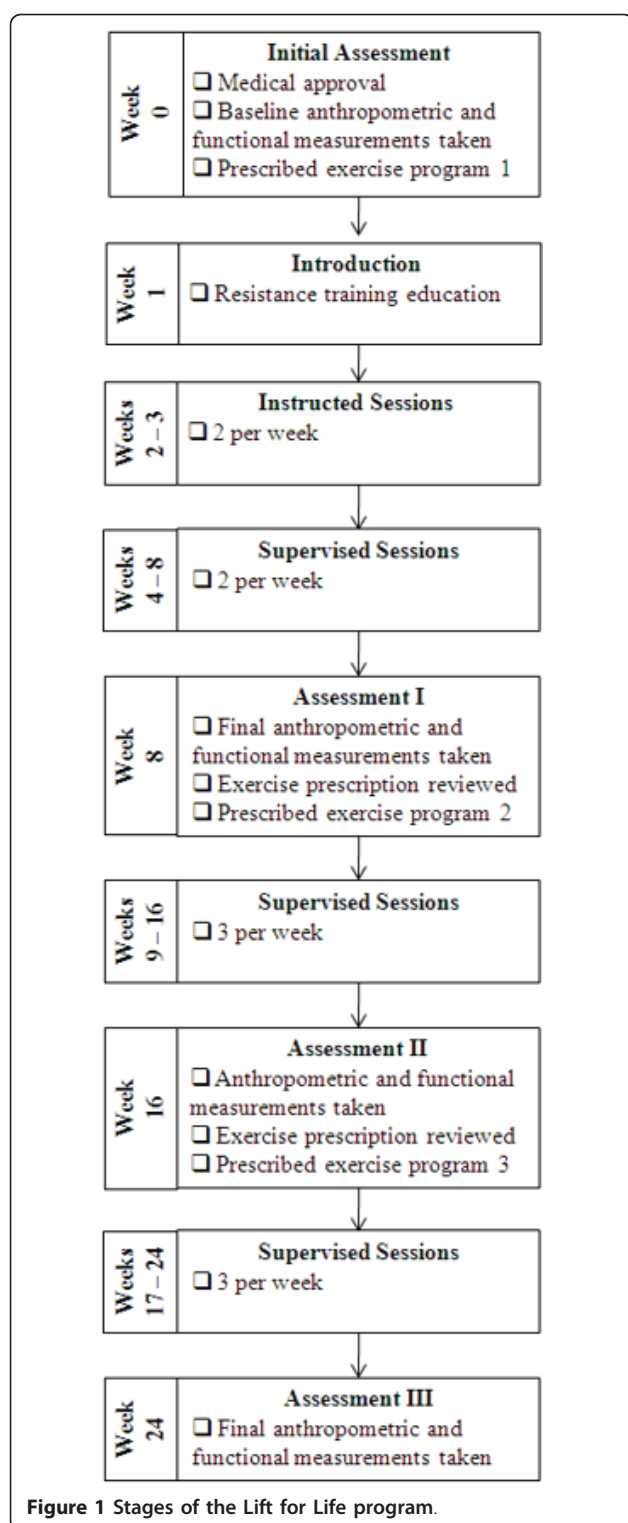 Week
0
Initial Assessment
❑ Medical approval
❑ Baseline anthropometric and
functional measurements taken
❑ Prescribed exercise program 1
Week
1
Introduction
❑ Resistance training education
Weeks
2 – 3
Instructed Sessions
❑ 2 per week
Weeks
4 – 8
Supervised Sessions
❑ 2 per week
Week
8
Assessment I
❑ Final anthropometric and
functional measurements taken
❑ Exercise prescription reviewed
❑ Prescribed exercise program 2
Weeks
9 – 16
Supervised Sessions
❑ 3 per week
Week
16
Assessment II
❑ Anthropometric and functional
measurements taken
❑ Exercise prescription reviewed
❑ Prescribed exercise program 3
Weeks
17 – 24
Supervised Sessions
❑ 3 per week
Week
24
Assessment III
❑ Final anthropometric and
functional measurements taken
Figure 1 Stages of the Lift for Life program.